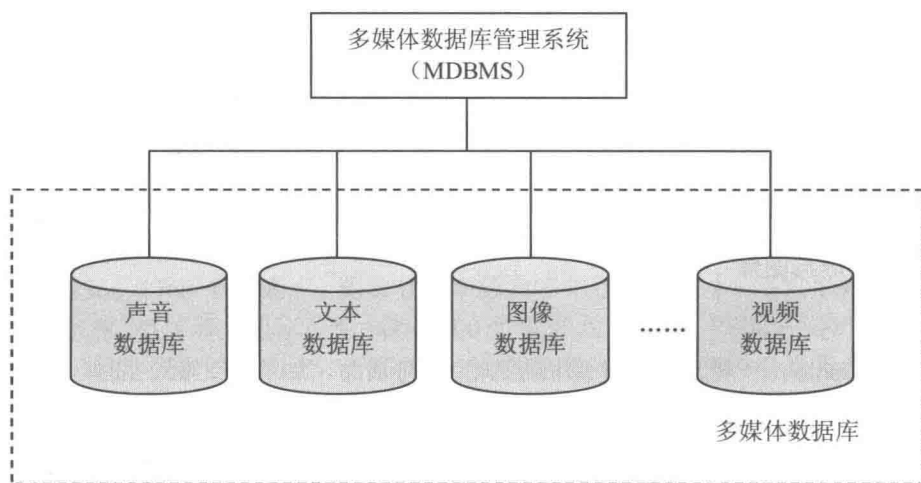 多媒体数据库管理系统
（MDBMS）
声音
数据库
文本
数据库
图像
数据库
……
视频
数据库
多媒体数据库